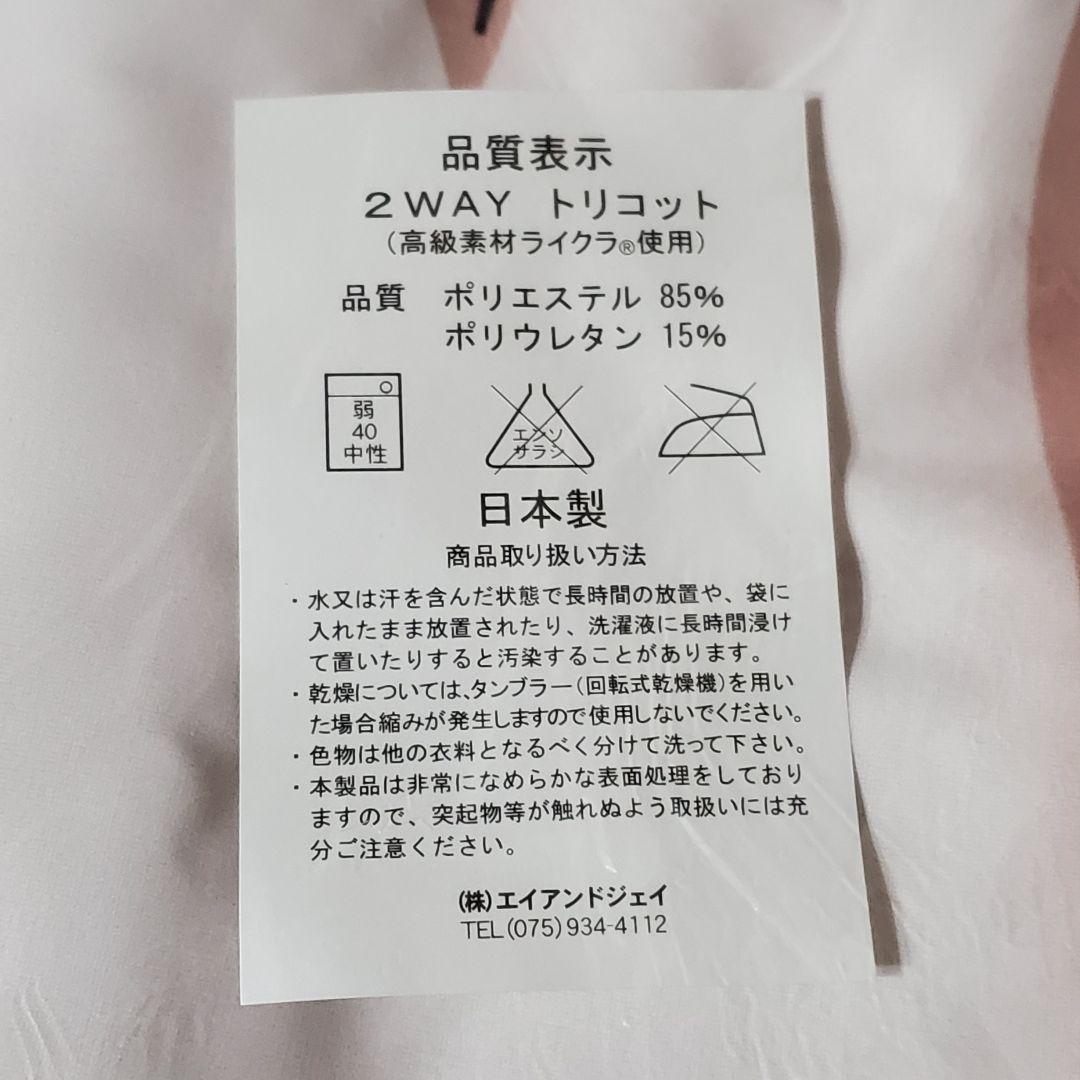 品質表示
2WAY トリコット
（高級素材ライクラ®使用）
品質 ポリエステル 85%
ポリウレタン 15%
弱
40
中性
エンソ
サラシ
日本製
商品取り扱い方法
・水又は汗を含んだ状態で長時間の放置や、袋に
入れたまま放置されたり、洗濯液に長時間浸け
て置いたりすると汚染することがあります。
・乾燥については、タンブラー（回転式乾燥機）を用い
た場合縮みが発生しますので使用しないでください。
・色物は他の衣料となるべく分けて洗って下さい。
・本製品は非常になめらかな表面処理をしており
ますので、突起物等が触れぬよう取扱いには充
分ご注意ください。
(株)エイアンドジェイ
TEL(075)934-4112